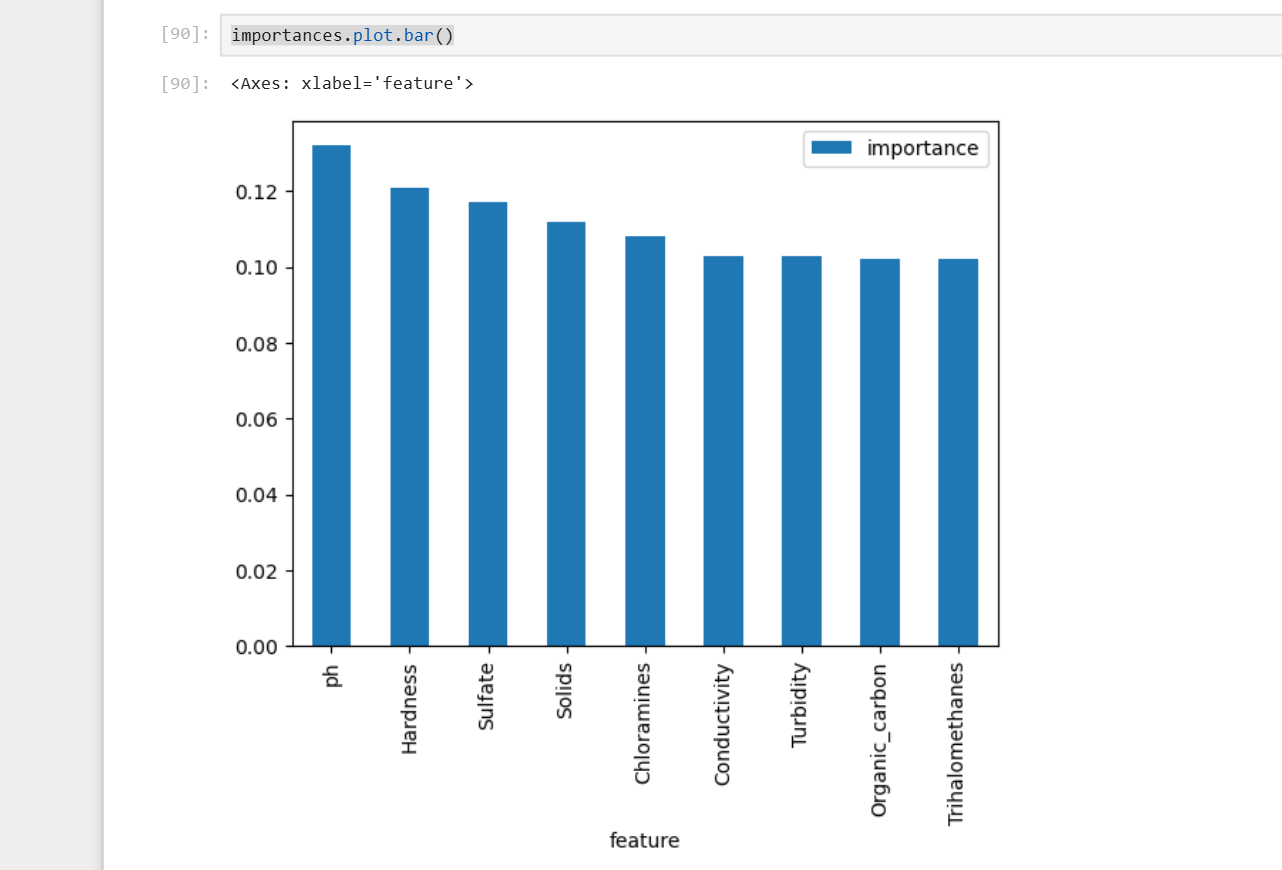 [90]: importances.plot.bar()
[90]: <Axes: xlabel='feature'>
importance
0.12
0.10
0.08
0.06
0.04
0.02
0.00
ph
Hardness
Sulfate
Solids
Chloramines
Conductivity
Turbidity
Organic_carbon
Trihalomethanes
feature